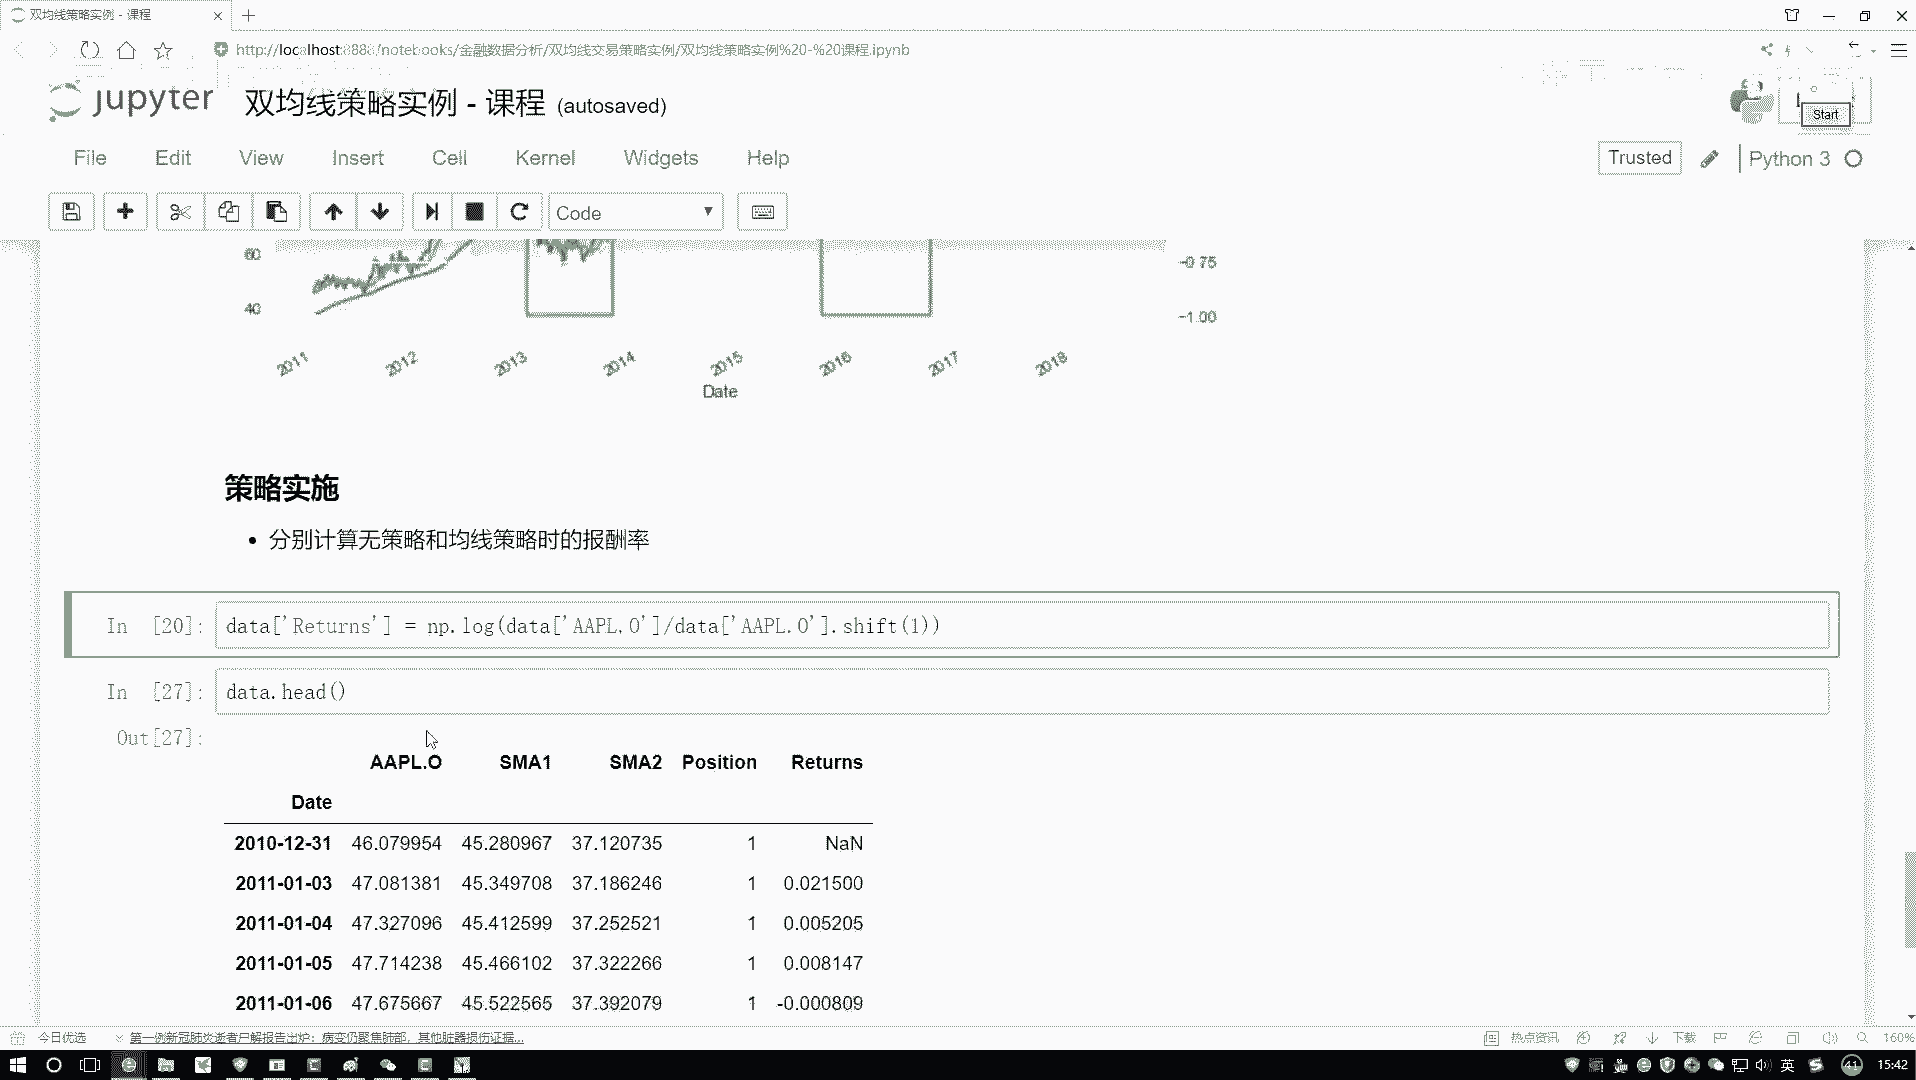 双均线策略实例 - 课程
http://localhost:8888/notebooks/金融数据分析/双均线交易策略实例/双均线策略实例%20-%20课程.ipynb
jupyter 双均线策略实例 - 课程 (autosaved)
Start
File Edit View Insert Cell Kernel Widgets Help
Trusted Python 3
Code
60
-0.75
40
-1.00
2011 2012 2013 2014 2015 2016 2017 2018
Date
策略实施
分别计算无策略和均线策略时的报酬率
In [20]: data['Returns'] = np.log(data['AAPL.O']/data['AAPL.O'].shift(1))
In [27]: data.head()
Out[27]:
AAPL.O SMA1 SMA2 Position Returns
Date
2010-12-31 46.079954 45.280967 37.120735 1 NaN
2011-01-03 47.081381 45.349708 37.186246 1 0.021500
2011-01-04 47.327096 45.412599 37.252521 1 0.005205
2011-01-05 47.714238 45.466102 37.322266 1 0.008147
2011-01-06 47.675667 45.522565 37.392079 1 -0.000809
今日优选 第一例新冠肺炎逝者尸解报告出炉：病变仍聚焦肺部，其他脏器损伤证据...
热点资讯 下载 160%
英 41 15:42